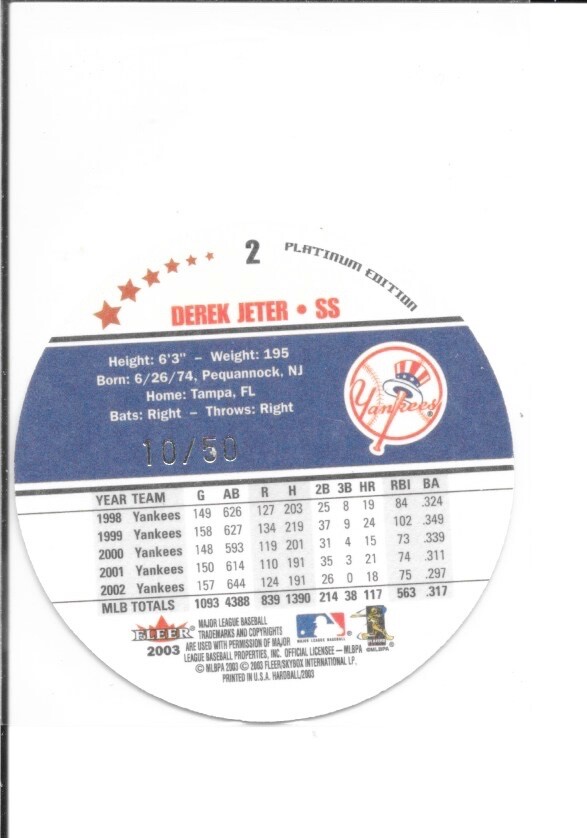 2 PLATINUM EDITION
DEREK JETER • SS
Height: 6'3" – Weight: 195
Born: 6/26/74, Pequannock, NJ
Home: Tampa, FL
Bats: Right – Throws: Right
Yankees®
10/50
YEAR TEAM G AB R H 2B 3B HR RBI BA
1998 Yankees 149 626 127 203 25 8 19 84 .324
1999 Yankees 158 627 134 219 37 9 24 102 .349
2000 Yankees 148 593 119 201 31 4 15 73 .339
2001 Yankees 150 614 110 191 35 3 21 74 .311
2002 Yankees 157 644 124 191 26 0 18 75 .297
MLB TOTALS 1093 4388 839 1390 214 38 117 563 .317
FLEER
2003
MAJOR LEAGUE BASEBALL
TRADEMARKS AND COPYRIGHTS
ARE USED WITH PERMISSION OF MAJOR
LEAGUE BASEBALL PROPERTIES, INC. OFFICIAL LICENSEE – MLBPA
© MLBPA 2003 © 2003 FLEER/SKYBOX INTERNATIONAL LP.
PRINTED IN U.S.A. HARDBALL/2003
MAJOR LEAGUE BASEBALL ®
©MLBPA